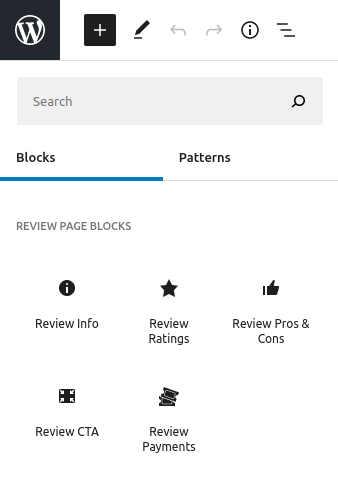 Search
Blocks
Patterns
REVIEW PAGE BLOCKS
Review Info
Review
Ratings
Review Pros &
Cons
Review CTA
Review
Payments